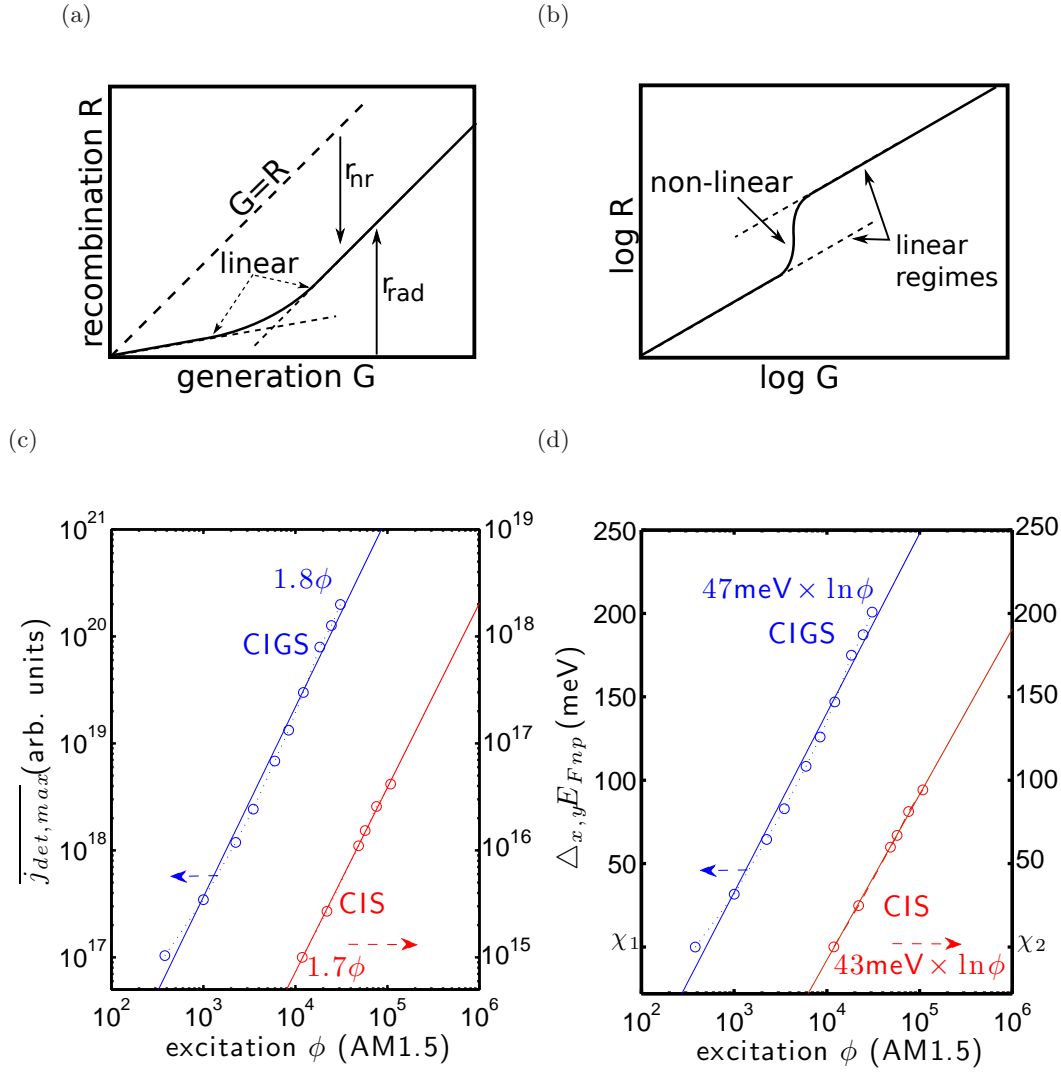 (a)
recombination R
G=R
r_nr
linear
r_rad
generation G
(b)
log R
non-linear
linear
regimes
log G
(c)
10^21
10^20
10^19
10^18
10^17
j_det,max(arb. units)
1.8ϕ
CIGS
CIS
1.7ϕ
10^19
10^18
10^17
10^16
10^15
10^2 10^3 10^4 10^5 10^6
excitation ϕ (AM1.5)
(d)
250
200
150
100
50
χ1
△x,yE_Fnp (meV)
47meV × lnϕ
CIGS
CIS
43meV × lnϕ
250
200
150
100
50
χ2
10^2 10^3 10^4 10^5 10^6
excitation ϕ (AM1.5)